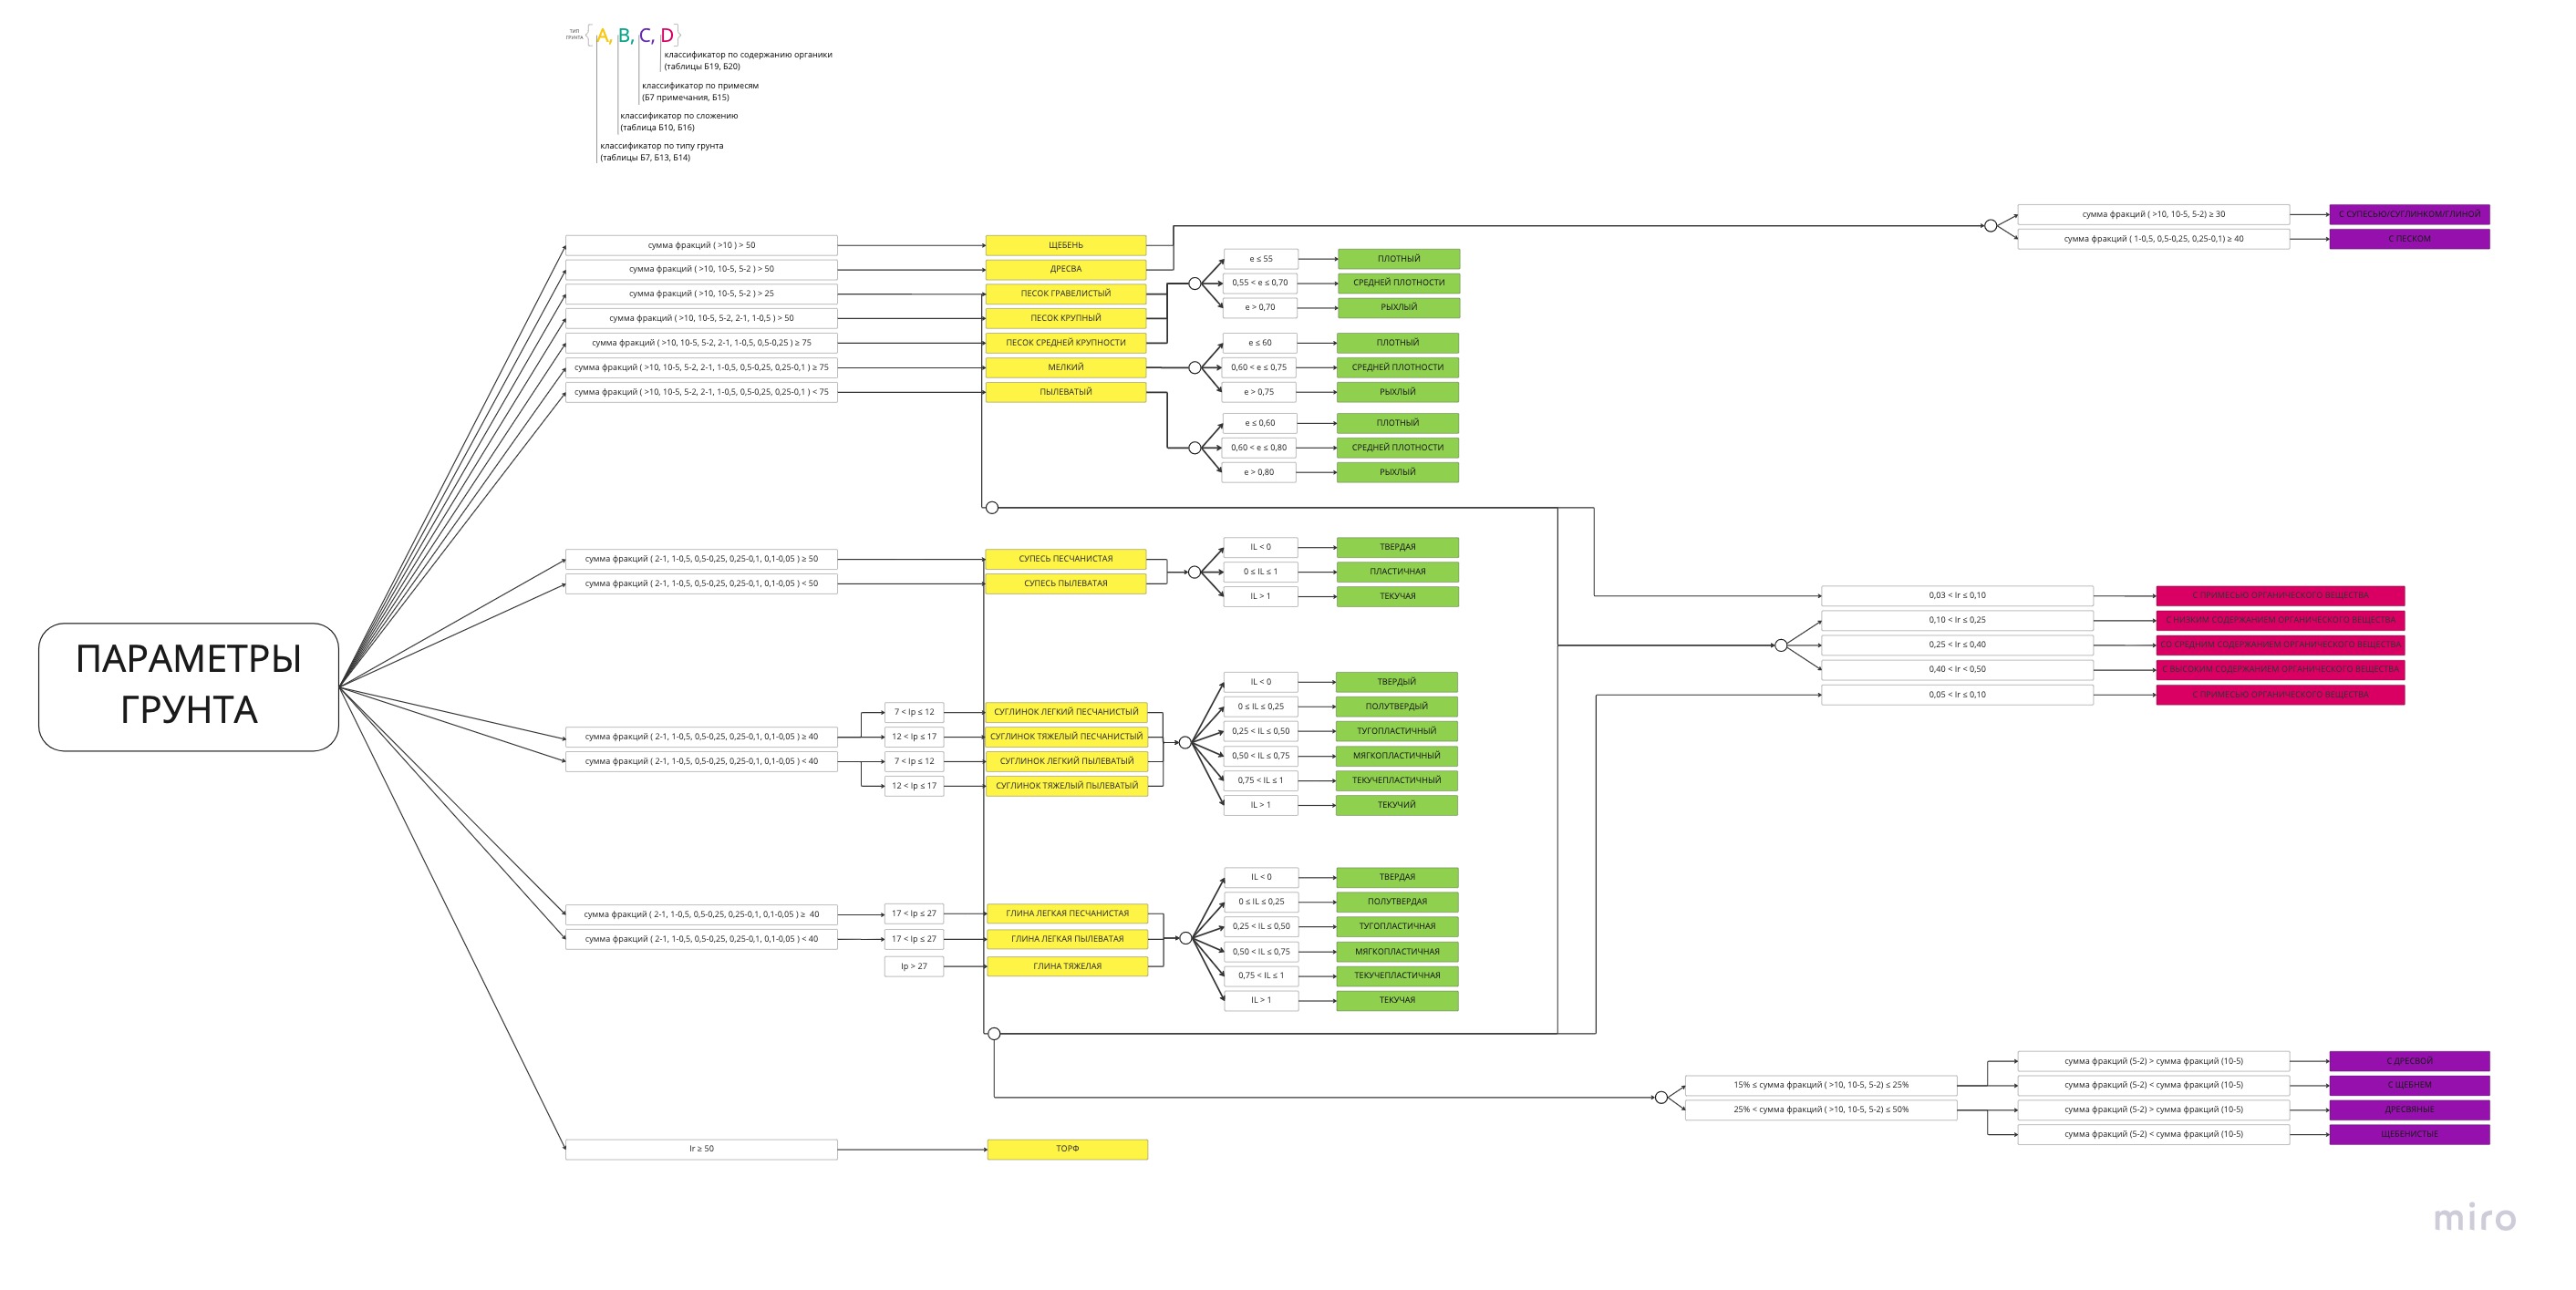 ТИП
ГРУНТА
{ A, B, C, D }
классификатор по содержанию органики
(таблицы Б19, Б20)
классификатор по примесям
(Б7 примечания, Б15)
классификатор по сложению
(таблица Б10, Б16)
классификатор по типу грунта
(таблицы Б7, Б13, Б14)
сумма фракций ( >10, 10-5, 5-2) ≥ 30
С СУПЕСЬЮ/СУГЛИНКОМ/ГЛИНОЙ
сумма фракций ( 1-0,5, 0,5-0,25, 0,25-0,1) ≥ 40
С ПЕСКОМ
сумма фракций ( >10 ) > 50
ЩЕБЕНЬ
сумма фракций ( >10, 10-5, 5-2 ) > 50
ДРЕСВА
сумма фракций ( >10, 10-5, 5-2 ) > 25
ПЕСОК ГРАВЕЛИСТЫЙ
сумма фракций ( >10, 10-5, 5-2, 2-1, 1-0,5 ) > 50
ПЕСОК КРУПНЫЙ
сумма фракций ( >10, 10-5, 5-2, 2-1, 1-0,5, 0,5-0,25 ) ≥ 75
ПЕСОК СРЕДНЕЙ КРУПНОСТИ
сумма фракций ( >10, 10-5, 5-2, 2-1, 1-0,5, 0,5-0,25, 0,25-0,1 ) ≥ 75
МЕЛКИЙ
сумма фракций ( >10, 10-5, 5-2, 2-1, 1-0,5, 0,5-0,25, 0,25-0,1 ) < 75
ПЫЛЕВАТЫЙ
e ≤ 55
ПЛОТНЫЙ
0,55 < e ≤ 0,70
СРЕДНЕЙ ПЛОТНОСТИ
e > 0,70
РЫХЛЫЙ
e ≤ 60
ПЛОТНЫЙ
0,60 < e ≤ 0,75
СРЕДНЕЙ ПЛОТНОСТИ
e > 0,75
РЫХЛЫЙ
e ≤ 0,60
ПЛОТНЫЙ
0,60 < e ≤ 0,80
СРЕДНЕЙ ПЛОТНОСТИ
e > 0,80
РЫХЛЫЙ
ПАРАМЕТРЫ
ГРУНТА
сумма фракций ( 2-1, 1-0,5, 0,5-0,25, 0,25-0,1, 0,1-0,05 ) ≥ 50
СУПЕСЬ ПЕСЧАНИСТАЯ
сумма фракций ( 2-1, 1-0,5, 0,5-0,25, 0,25-0,1, 0,1-0,05 ) < 50
СУПЕСЬ ПЫЛЕВАТАЯ
IL < 0
ТВЕРДАЯ
0 ≤ IL ≤ 1
ПЛАСТИЧНАЯ
IL > 1
ТЕКУЧАЯ
0,03 < Ir ≤ 0,10
С ПРИМЕСЬЮ ОРГАНИЧЕСКОГО ВЕЩЕСТВА
0,10 < Ir ≤ 0,25
С НИЗКИМ СОДЕРЖАНИЕМ ОРГАНИЧЕСКОГО ВЕЩЕСТВА
0,25 < Ir ≤ 0,40
СО СРЕДНИМ СОДЕРЖАНИЕМ ОРГАНИЧЕСКОГО ВЕЩЕСТВА
0,40 < Ir < 0,50
С ВЫСОКИМ СОДЕРЖАНИЕМ ОРГАНИЧЕСКОГО ВЕЩЕСТВА
0,05 < Ir ≤ 0,10
С ПРИМЕСЬЮ ОРГАНИЧЕСКОГО ВЕЩЕСТВА
сумма фракций ( 2-1, 1-0,5, 0,5-0,25, 0,25-0,1, 0,1-0,05 ) ≥ 40
сумма фракций ( 2-1, 1-0,5, 0,5-0,25, 0,25-0,1, 0,1-0,05 ) < 40
7 < Ip ≤ 12
СУГЛИНОК ЛЕГКИЙ ПЕСЧАНИСТЫЙ
12 < Ip ≤ 17
СУГЛИНОК ТЯЖЕЛЫЙ ПЕСЧАНИСТЫЙ
7 < Ip ≤ 12
СУГЛИНОК ЛЕГКИЙ ПЫЛЕВАТЫЙ
12 < Ip ≤ 17
СУГЛИНОК ТЯЖЕЛЫЙ ПЫЛЕВАТЫЙ
IL < 0
ТВЕРДЫЙ
0 ≤ IL ≤ 0,25
ПОЛУТВЕРДЫЙ
0,25 < IL ≤ 0,50
ТУГОПЛАСТИЧНЫЙ
0,50 < IL ≤ 0,75
МЯГКОПЛАСТИЧНЫЙ
0,75 < IL ≤ 1
ТЕКУЧЕПЛАСТИЧНЫЙ
IL > 1
ТЕКУЧИЙ
сумма фракций ( 2-1, 1-0,5, 0,5-0,25, 0,25-0,1, 0,1-0,05 ) ≥ 40
17 < Ip ≤ 27
ГЛИНА ЛЕГКАЯ ПЕСЧАНИСТАЯ
сумма фракций ( 2-1, 1-0,5, 0,5-0,25, 0,25-0,1, 0,1-0,05 ) < 40
17 < Ip ≤ 27
ГЛИНА ЛЕГКАЯ ПЫЛЕВАТАЯ
Ip > 27
ГЛИНА ТЯЖЕЛАЯ
IL < 0
ТВЕРДАЯ
0 ≤ IL ≤ 0,25
ПОЛУТВЕРДАЯ
0,25 < IL ≤ 0,50
ТУГОПЛАСТИЧНАЯ
0,50 < IL ≤ 0,75
МЯГКОПЛАСТИЧНАЯ
0,75 < IL ≤ 1
ТЕКУЧЕПЛАСТИЧНАЯ
IL > 1
ТЕКУЧАЯ
15% ≤ сумма фракций ( >10, 10-5, 5-2) ≤ 25%
25% < сумма фракций ( >10, 10-5, 5-2) ≤ 50%
сумма фракций (5-2) > сумма фракций (10-5)
С ДРЕСВОЙ
сумма фракций (5-2) < сумма фракций (10-5)
С ЩЕБНЕМ
сумма фракций (5-2) > сумма фракций (10-5)
ДРЕСВЯНЫЕ
сумма фракций (5-2) < сумма фракций (10-5)
ЩЕБЕНИСТЫЕ
Ir ≥ 50
ТОРФ
miro